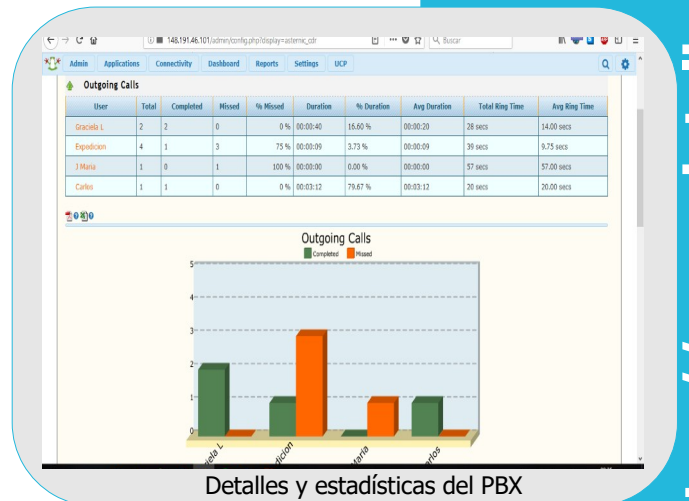 148.191.46.101/admin/config.php?display=asternic_cdr
Buscar
Admin Applications Connectivity Dashboard Reports Settings UCP
Outgoing Calls
User Total Completed Missed % Missed Duration % Duration Avg Duration Total Ring Time Avg Ring Time
Graciela L 2 2 0 0 % 00:00:40 16.60 % 00:00:20 28 secs 14.00 secs
Expedicion 4 1 3 75 % 00:00:09 3.73 % 00:00:09 39 secs 9.75 secs
J Maria 1 0 1 100 % 00:00:00 0.00 % 00:00:00 57 secs 57.00 secs
Carlos 1 1 0 0 % 00:03:12 79.67 % 00:03:12 20 secs 20.00 secs
Outgoing Calls
Completed Missed
5
4
3
2
1
0
Detalles y estadísticas del PBX